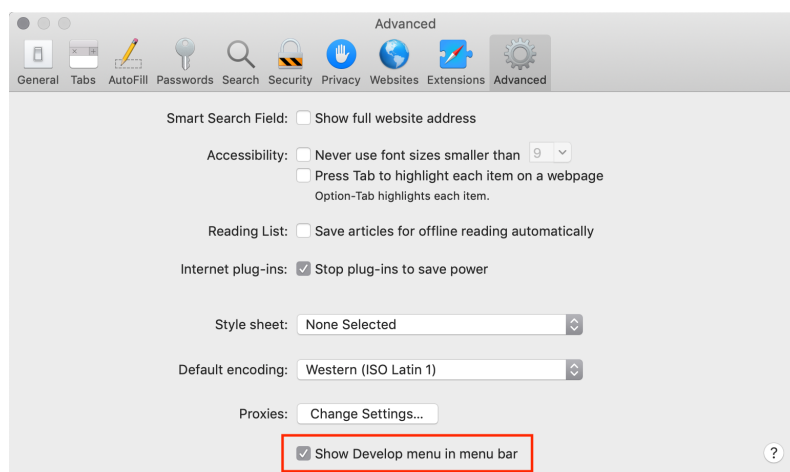 Advanced
General Tabs AutoFill Passwords Search Security Privacy Websites Extensions Advanced
Smart Search Field: Show full website address
Accessibility: Never use font sizes smaller than 9
Press Tab to highlight each item on a webpage
Option-Tab highlights each item.
Reading List: Save articles for offline reading automatically
Internet plug-ins: Stop plug-ins to save power
Style sheet: None Selected
Default encoding: Western (ISO Latin 1)
Proxies: Change Settings...
Show Develop menu in menu bar ?